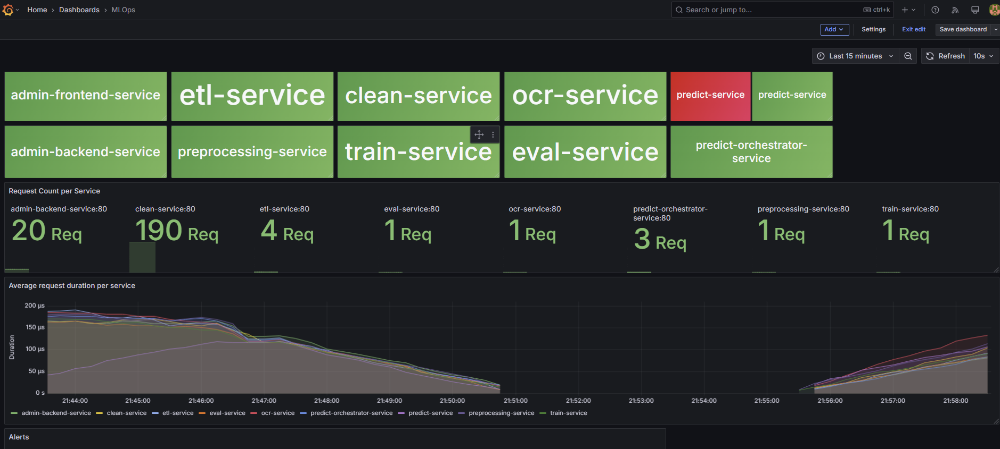 Home › Dashboards › MLOps
Search or jump to...
ctrl+k
Add
Settings
Exit edit
Save dashboard
Last 15 minutes
Refresh
10s
admin-frontend-service
etl-service
clean-service
ocr-service
predict-service
predict-service
admin-backend-service
preprocessing-service
train-service
eval-service
predict-orchestrator-
service
Request Count per Service
admin-backend-service:80
20 Req
clean-service:80
190 Req
etl-service:80
4 Req
eval-service:80
1 Req
ocr-service:80
1 Req
predict-orchestrator-
service:80
3 Req
preprocessing-service:80
1 Req
train-service:80
1 Req
Average request duration per service
Duration
200 µs
150 µs
100 µs
50 µs
0 s
21:44:00 21:45:00 21:46:00 21:47:00 21:48:00 21:49:00 21:50:00 21:51:00 21:52:00 21:53:00 21:54:00 21:55:00 21:56:00 21:57:00 21:58:00
admin-backend-service clean-service etl-service eval-service ocr-service predict-orchestrator-service predict-service preprocessing-service train-service
Alerts